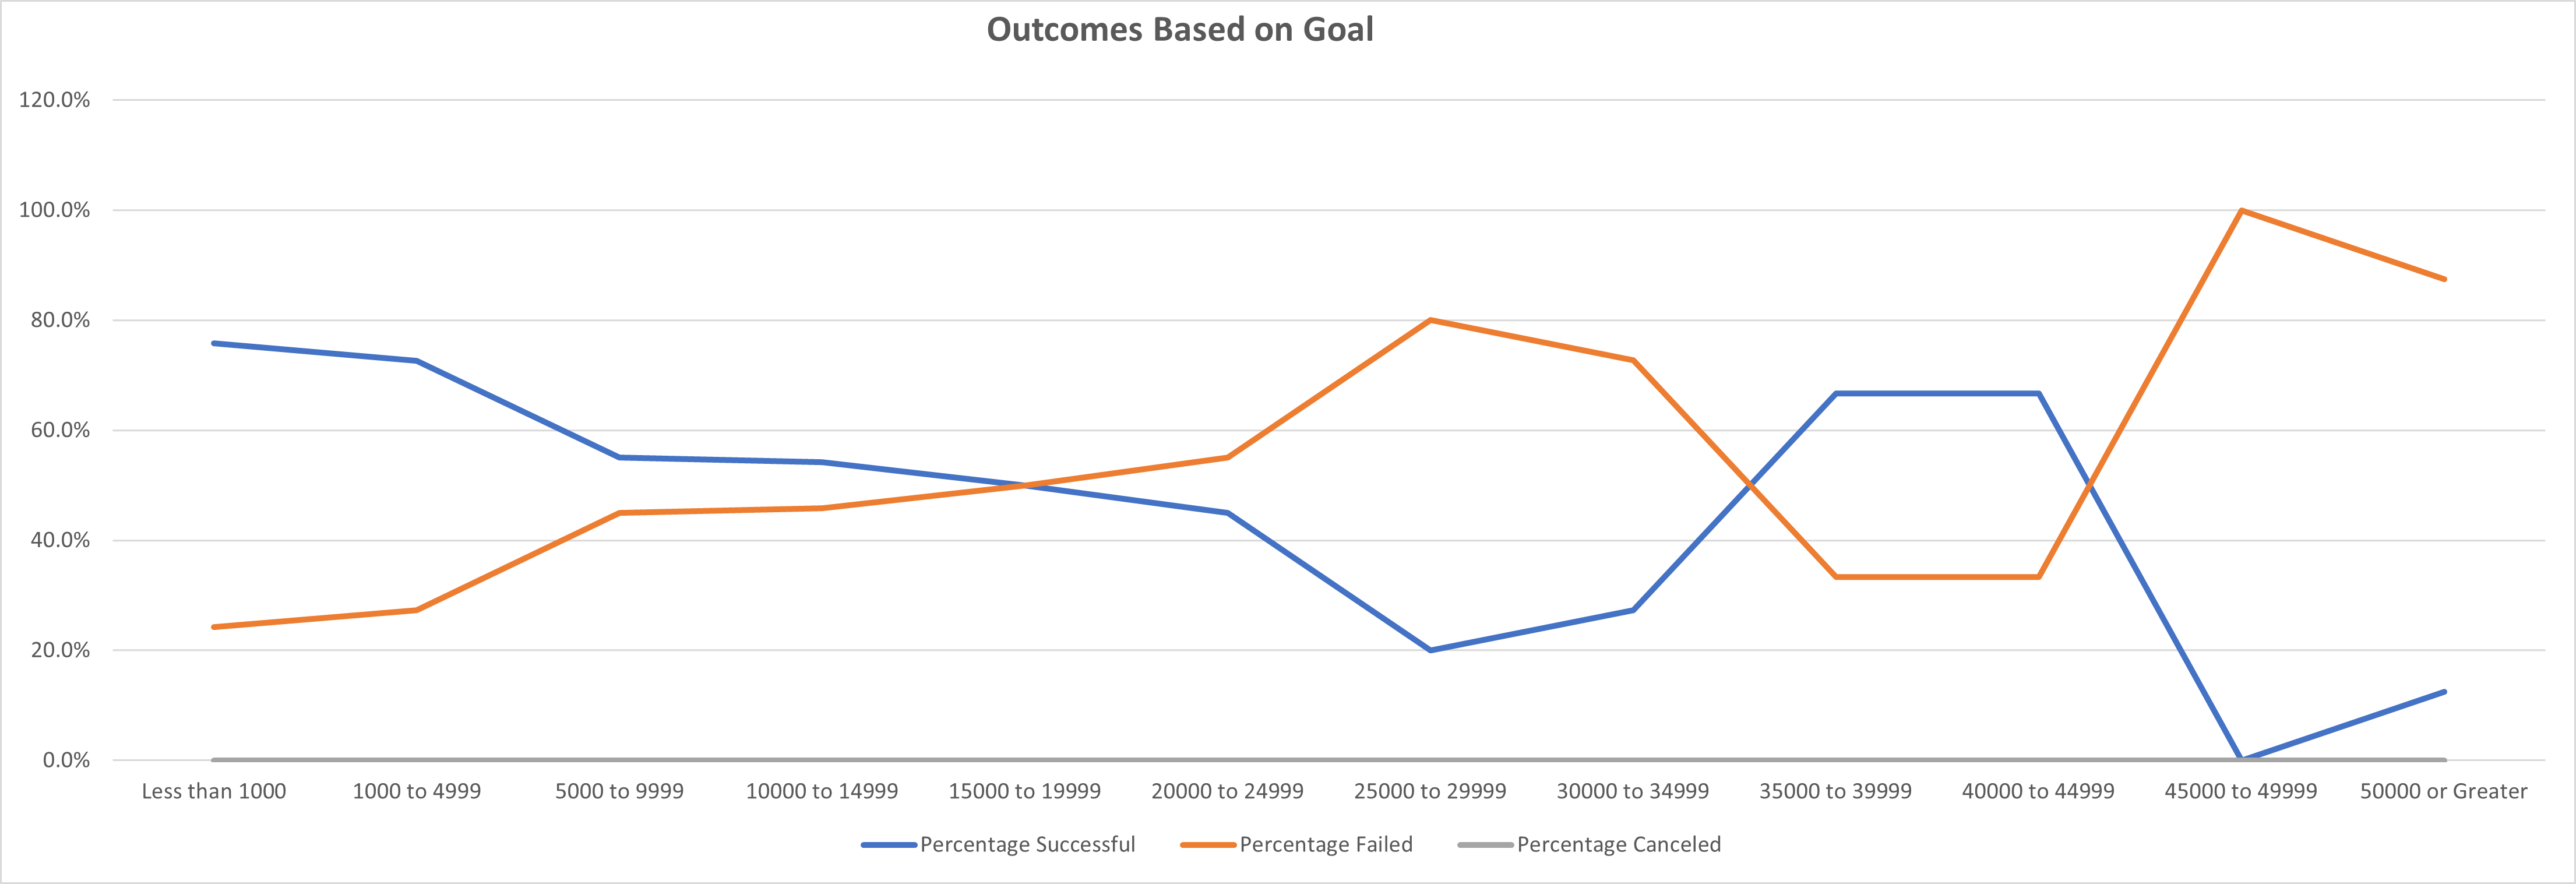 Outcomes Based on Goal
120.0%
100.0%
80.0%
60.0%
40.0%
20.0%
0.0%
Less than 1000 1000 to 4999 5000 to 9999 10000 to 14999 15000 to 19999 20000 to 24999 25000 to 29999 30000 to 34999 35000 to 39999 40000 to 44999 45000 to 49999 50000 or Greater
Percentage Successful Percentage Failed Percentage Canceled